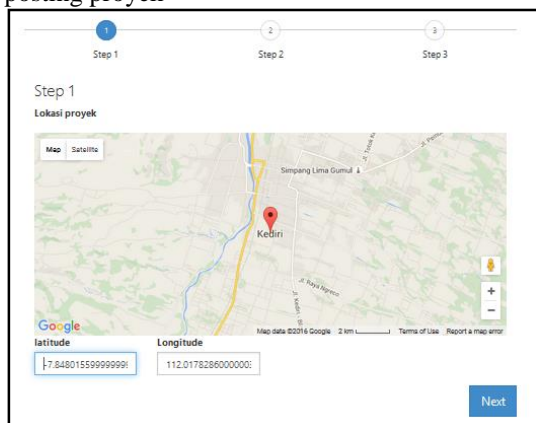 posting proyek
1 2 3
Step 1 Step 2 Step 3
Step 1
Lokasi proyek
Map Satellite
Simpang Lima Gumul
Kediri
Jl. Raya Ngreco
Google
Map data ©2016 Google 2 km Terms of Use Report a map error
latitude Longitude
-7.8480155999999 112.0178286000000
Next